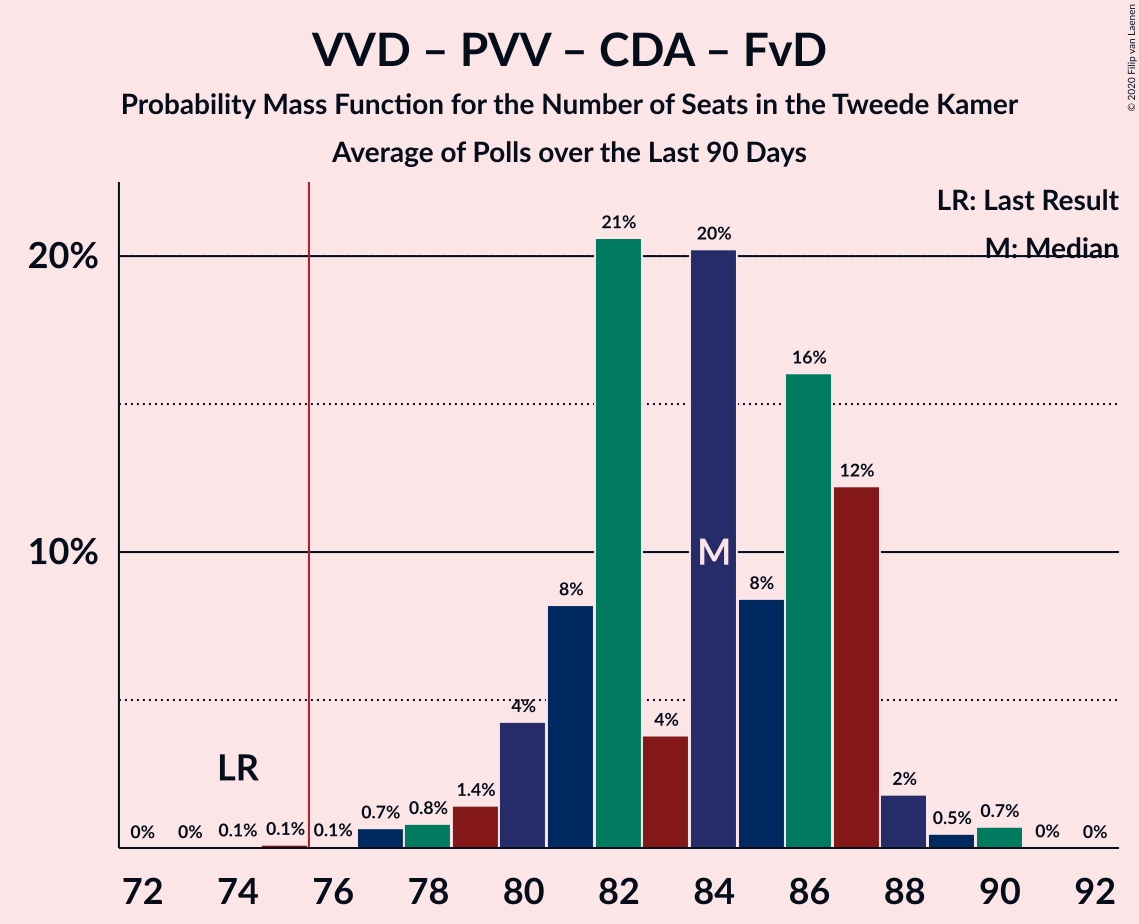 VVD – PVV – CDA – FvD
Probability Mass Function for the Number of Seats in the Tweede Kamer
Average of Polls over the Last 90 Days
© 2020 Filip van Laenen
LR: Last Result
M: Median
20%
10%
21%
20%
16%
12%
8%
8%
4%
4%
M
LR
2%
0%
0%
0.1%
0.1%
0.1%
0.7%
0.8%
1.4%
0.5%
0.7%
0%
0%
72 74 76 78 80 82 84 86 88 90 92